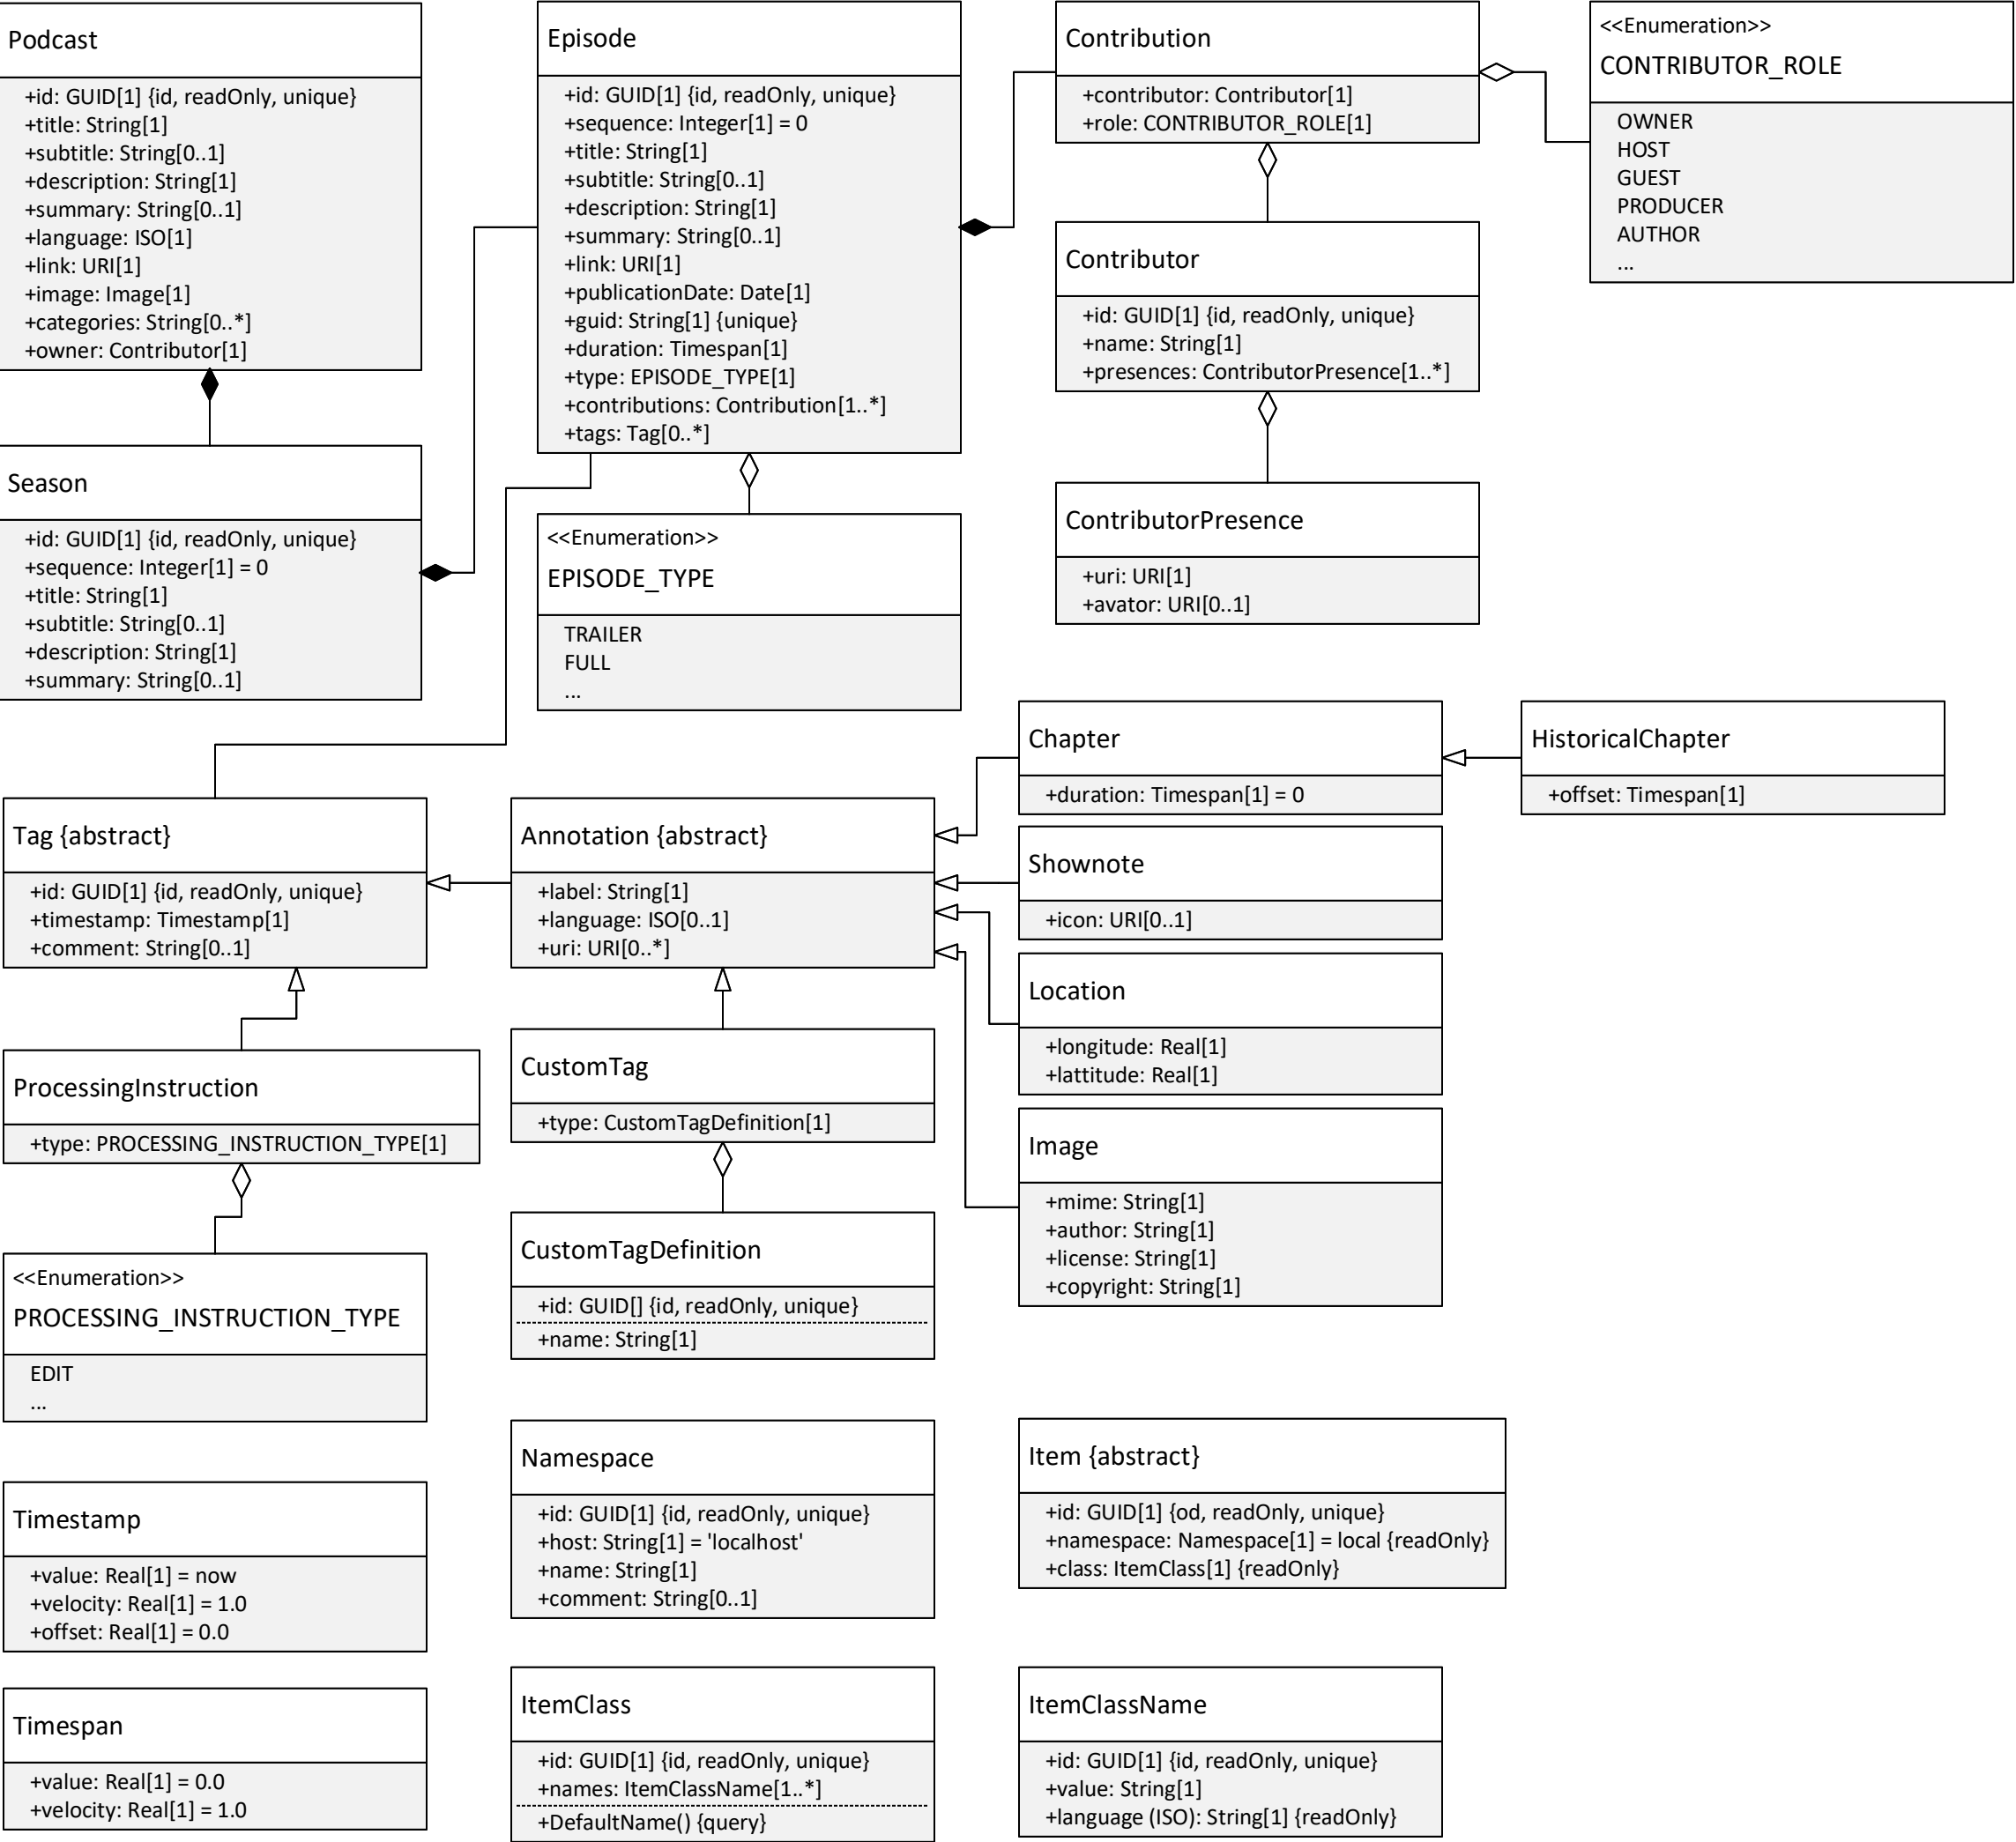 Podcast
+id: GUID[1] {id, readOnly, unique}
+title: String[1]
+subtitle: String[0..1]
+description: String[1]
+summary: String[0..1]
+language: ISO[1]
+link: URI[1]
+image: Image[1]
+categories: String[0..*]
+owner: Contributor[1]
Season
+id: GUID[1] {id, readOnly, unique}
+sequence: Integer[1] = 0
+title: String[1]
+subtitle: String[0..1]
+description: String[1]
+summary: String[0..1]
Episode
+id: GUID[1] {id, readOnly, unique}
+sequence: Integer[1] = 0
+title: String[1]
+subtitle: String[0..1]
+description: String[1]
+summary: String[0..1]
+link: URI[1]
+publicationDate: Date[1]
+guid: String[1] {unique}
+duration: Timespan[1]
+type: EPISODE_TYPE[1]
+contributions: Contribution[1..*]
+tags: Tag[0..*]
<<Enumeration>>
EPISODE_TYPE
TRAILER
FULL
...
Contribution
+contributor: Contributor[1]
+role: CONTRIBUTOR_ROLE[1]
Contributor
+id: GUID[1] {id, readOnly, unique}
+name: String[1]
+presences: ContributorPresence[1..*]
ContributorPresence
+uri: URI[1]
+avator: URI[0..1]
<<Enumeration>>
CONTRIBUTOR_ROLE
OWNER
HOST
GUEST
PRODUCER
AUTHOR
...
Tag {abstract}
+id: GUID[1] {id, readOnly, unique}
+timestamp: Timestamp[1]
+comment: String[0..1]
Annotation {abstract}
+label: String[1]
+language: ISO[0..1]
+uri: URI[0..*]
Chapter
+duration: Timespan[1] = 0
HistoricalChapter
+offset: Timespan[1]
Shownote
+icon: URI[0..1]
Location
+longitude: Real[1]
+lattitude: Real[1]
Image
+mime: String[1]
+author: String[1]
+license: String[1]
+copyright: String[1]
ProcessingInstruction
+type: PROCESSING_INSTRUCTION_TYPE[1]
<<Enumeration>>
PROCESSING_INSTRUCTION_TYPE
EDIT
...
CustomTag
+type: CustomTagDefinition[1]
CustomTagDefinition
+id: GUID[] {id, readOnly, unique}
+name: String[1]
Timestamp
+value: Real[1] = now
+velocity: Real[1] = 1.0
+offset: Real[1] = 0.0
Namespace
+id: GUID[1] {id, readOnly, unique}
+host: String[1] = 'localhost'
+name: String[1]
+comment: String[0..1]
Item {abstract}
+id: GUID[1] {od, readOnly, unique}
+namespace: Namespace[1] = local {readOnly}
+class: ItemClass[1] {readOnly}
Timespan
+value: Real[1] = 0.0
+velocity: Real[1] = 1.0
ItemClass
+id: GUID[1] {id, readOnly, unique}
+names: ItemClassName[1..*]
+DefaultName() {query}
ItemClassName
+id: GUID[1] {id, readOnly, unique}
+value: String[1]
+language (ISO): String[1] {readOnly}